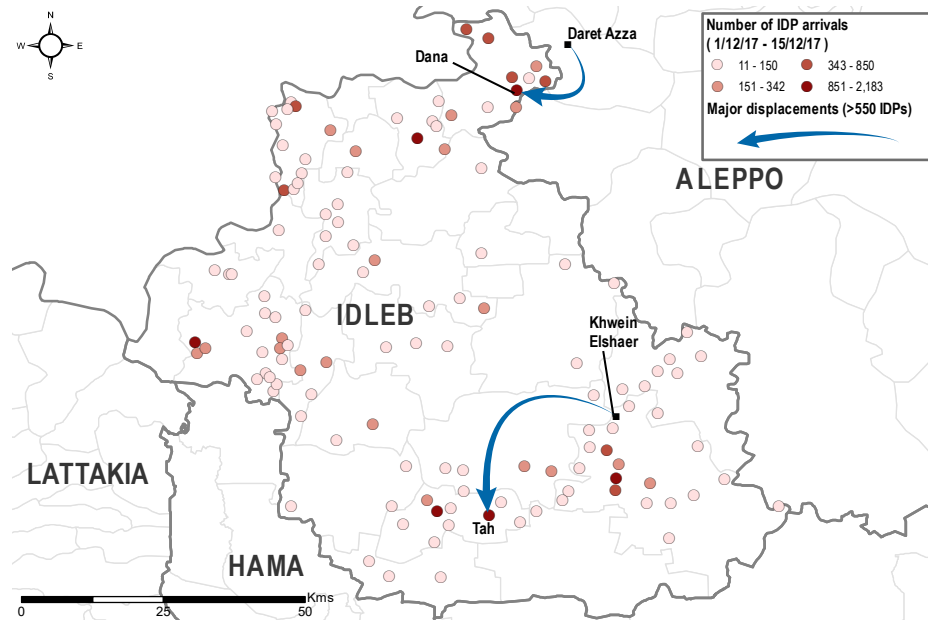 N
W E
S
Daret Azza
Dana
Number of IDP arrivals
( 1/12/17 - 15/12/17 )
11 - 150 343 - 850
151 - 342 851 - 2,183
Major displacements (>550 IDPs)
ALEPPO
IDLEB
Khwein
Elshaer
LATTAKIA
Tah
HAMA
Kms
0 25 50